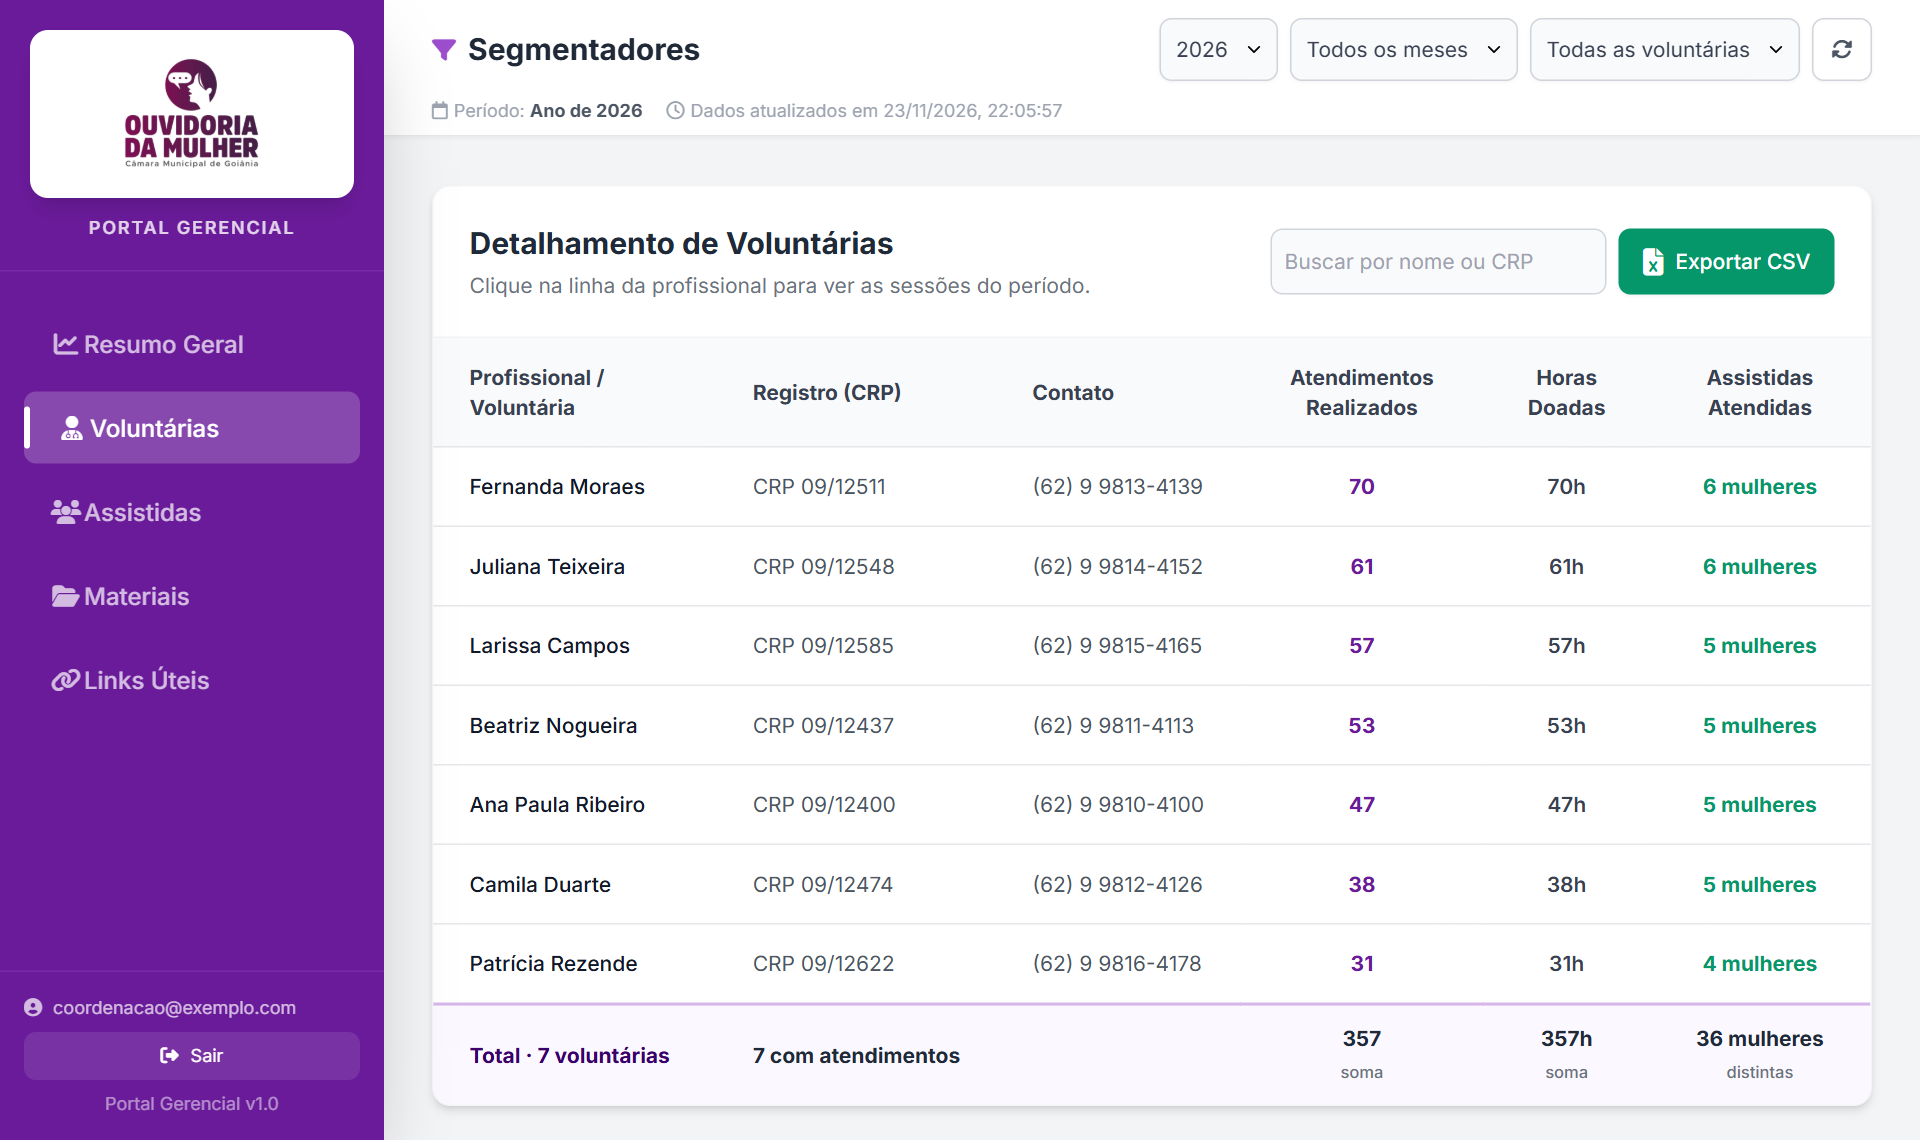 OUVIDORIA
DA MULHER
Câmara Municipal de Goiânia
PORTAL GERENCIAL
Resumo Geral
Voluntárias
Assistidas
Materiais
Links Úteis
coordenacao@exemplo.com
Sair
Portal Gerencial v1.0
Segmentadores
2026
Todos os meses
Todas as voluntárias
Período: Ano de 2026
Dados atualizados em 23/11/2026, 22:05:57
Detalhamento de Voluntárias
Clique na linha da profissional para ver as sessões do período.
Buscar por nome ou CRP
Exportar CSV
Profissional / Voluntária Registro (CRP) Contato Atendimentos Realizados Horas Doadas Assistidas Atendidas
Fernanda Moraes CRP 09/12511 (62) 9 9813-4139 70 70h 6 mulheres
Juliana Teixeira CRP 09/12548 (62) 9 9814-4152 61 61h 6 mulheres
Larissa Campos CRP 09/12585 (62) 9 9815-4165 57 57h 5 mulheres
Beatriz Nogueira CRP 09/12437 (62) 9 9811-4113 53 53h 5 mulheres
Ana Paula Ribeiro CRP 09/12400 (62) 9 9810-4100 47 47h 5 mulheres
Camila Duarte CRP 09/12474 (62) 9 9812-4126 38 38h 5 mulheres
Patrícia Rezende CRP 09/12622 (62) 9 9816-4178 31 31h 4 mulheres
Total · 7 voluntárias 7 com atendimentos 357 357h 36 mulheres
soma soma distintas